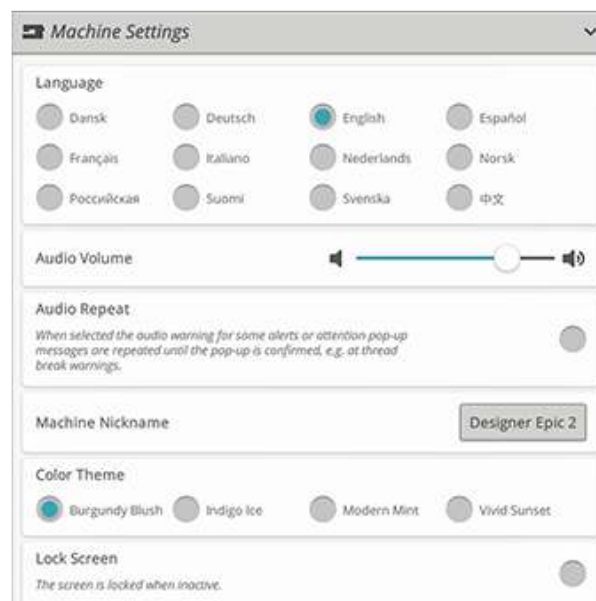 Machine Settings
Language
Dansk Deutsch English Español
Français Italiano Nederlands Norsk
Российская Suomi Svenska 中文
Audio Volume
Audio Repeat
When selected the audio warning for some alerts or attention pop-up
messages are repeated until the pop-up is confirmed, e.g. at thread
break warnings.
Machine Nickname
Designer Epic 2
Color Theme
Burgundy Blush Indigo Ice Modern Mint Vivid Sunset
Lock Screen
The screen is locked when inactive.